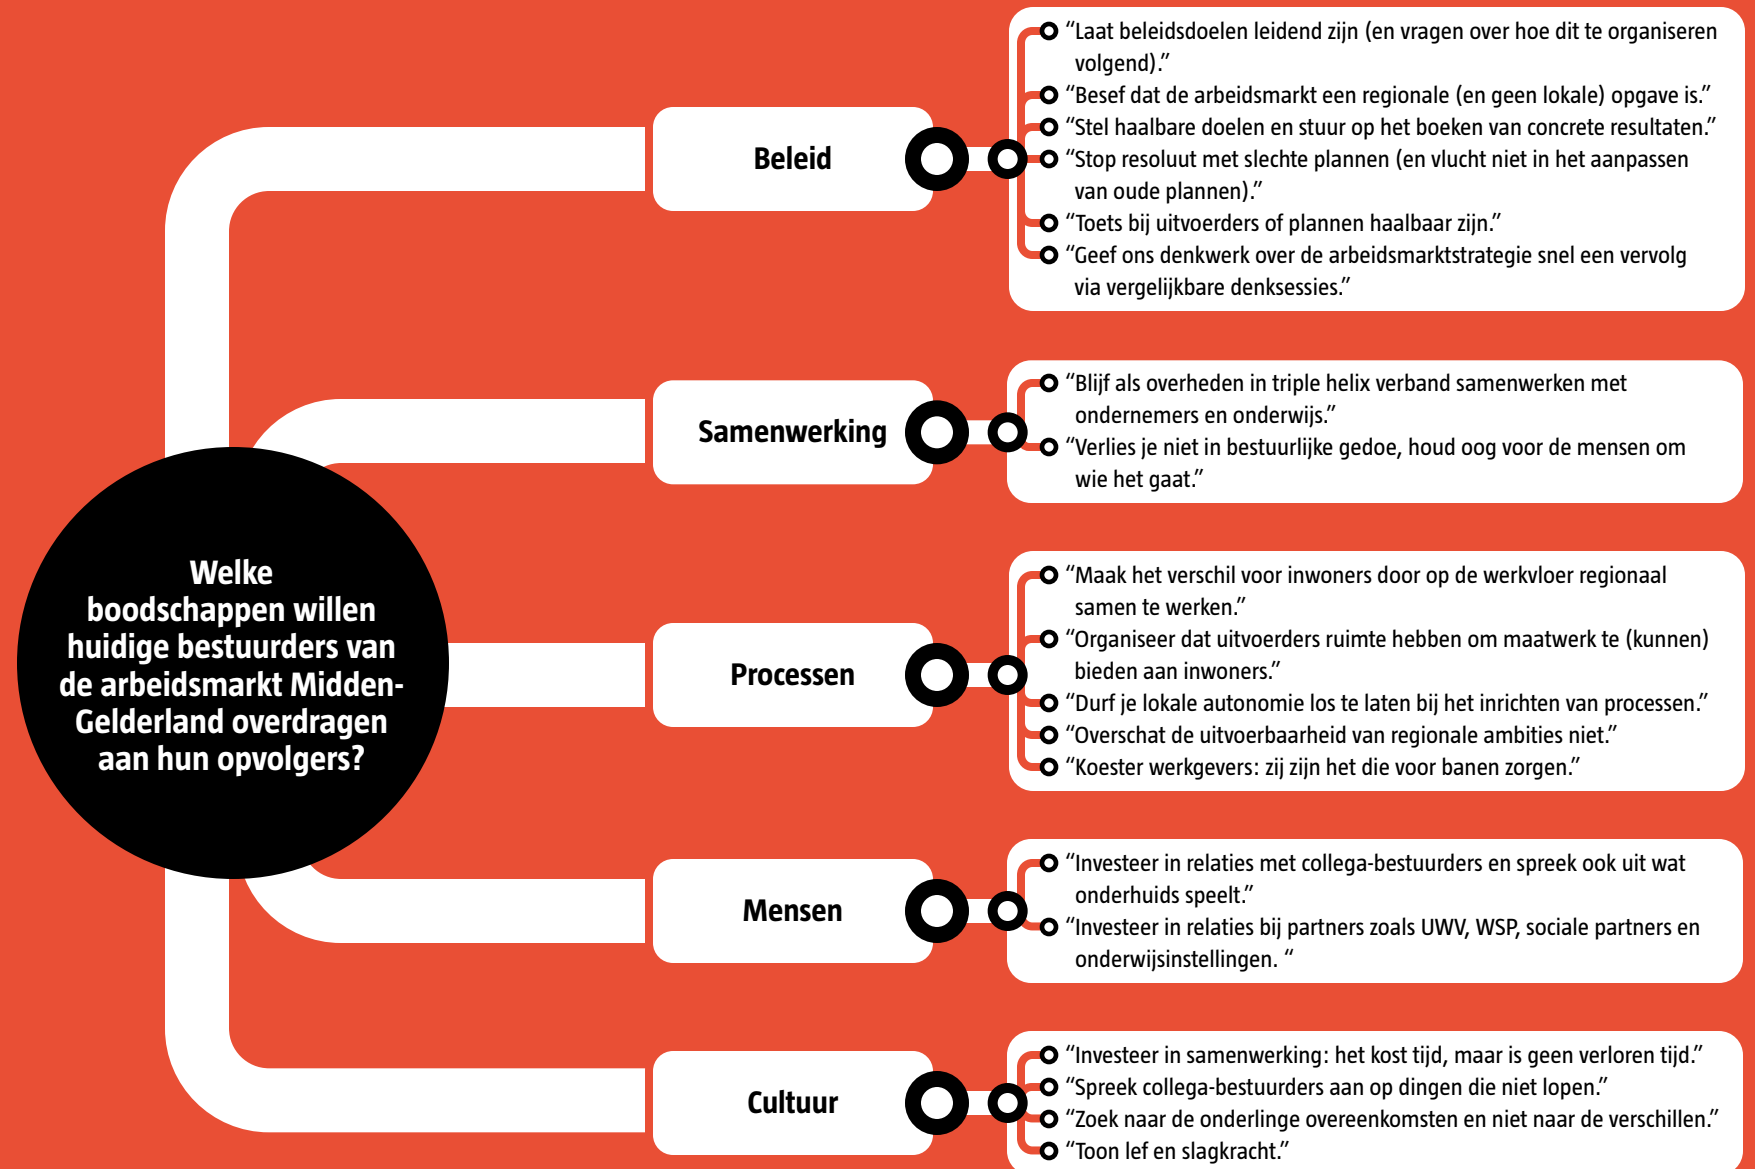 Welke
boodschappen willen
huidige bestuurders van
de arbeidsmarkt Midden-
Gelderland overdragen
aan hun opvolgers?
Beleid
“Laat beleidsdoelen leidend zijn (en vragen over hoe dit te organiseren
volgend).”
“Besef dat de arbeidsmarkt een regionale (en geen lokale) opgave is.”
“Stel haalbare doelen en stuur op het boeken van concrete resultaten.”
“Stop resoluut met slechte plannen (en vlucht niet in het aanpassen
van oude plannen).”
“Toets bij uitvoerders of plannen haalbaar zijn.”
“Geef ons denkwerk over de arbeidsmarktstrategie snel een vervolg
via vergelijkbare denksessies.”
Samenwerking
“Blijf als overheden in triple helix verband samenwerken met
ondernemers en onderwijs.”
“Verlies je niet in bestuurlijke gedoe, houd oog voor de mensen om
wie het gaat.”
Processen
“Maak het verschil voor inwoners door op de werkvloer regionaal
samen te werken.”
“Organiseer dat uitvoerders ruimte hebben om maatwerk te (kunnen)
bieden aan inwoners.”
“Durf je lokale autonomie los te laten bij het inrichten van processen.”
“Overschat de uitvoerbaarheid van regionale ambities niet.”
“Koester werkgevers: zij zijn het die voor banen zorgen.”
Mensen
“Investeer in relaties met collega-bestuurders en spreek ook uit wat
onderhuids speelt.”
“Investeer in relaties bij partners zoals UWV, WSP, sociale partners en
onderwijsinstellingen. “
Cultuur
“Investeer in samenwerking: het kost tijd, maar is geen verloren tijd.”
“Spreek collega-bestuurders aan op dingen die niet lopen.”
“Zoek naar de onderlinge overeenkomsten en niet naar de verschillen.”
“Toon lef en slagkracht.”